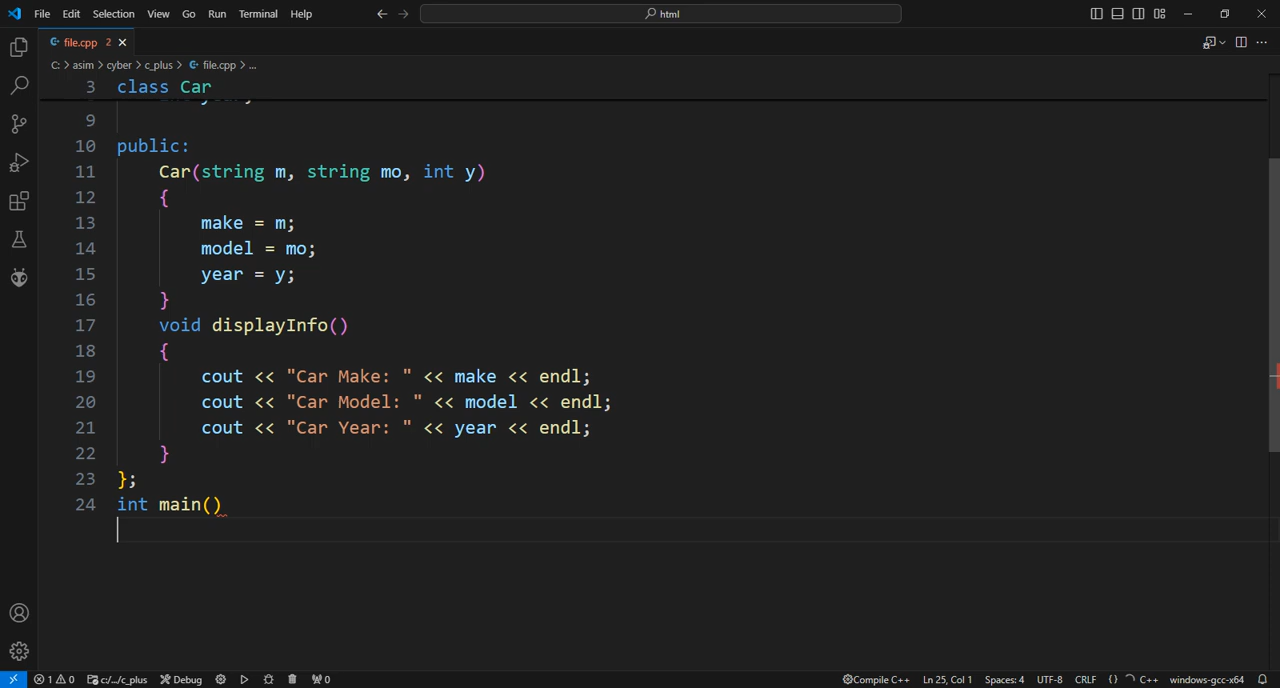 File Edit Selection View Go Run Terminal Help html
file.cpp 2
C: > asim > cyber > c_plus > file.cpp > ...
3 class Car
9
10 public:
11 Car(string m, string mo, int y)
12 {
13 make = m;
14 model = mo;
15 year = y;
16 }
17 void displayInfo()
18 {
19 cout << "Car Make: " << make << endl;
20 cout << "Car Model: " << model << endl;
21 cout << "Car Year: " << year << endl;
22 }
23 };
24 int main()
1 0 c:/.../c_plus Debug 0 Compile C++ Ln 25, Col 1 Spaces: 4 UTF-8 CRLF {} C++ windows-gcc-x64